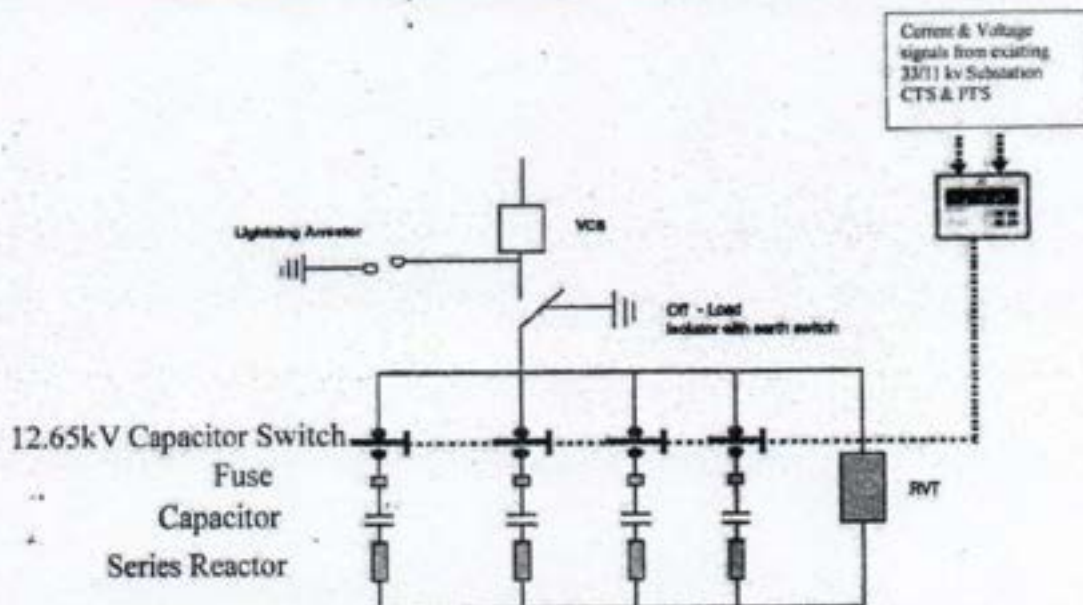 Current & Voltage
signals from existing
33/11 kv Substation
CTS & PTS
Lightning Arrestor
VCB
Off - Load
Isolator with earth switch
12.65kV Capacitor Switch
Fuse
Capacitor
Series Reactor
RVT